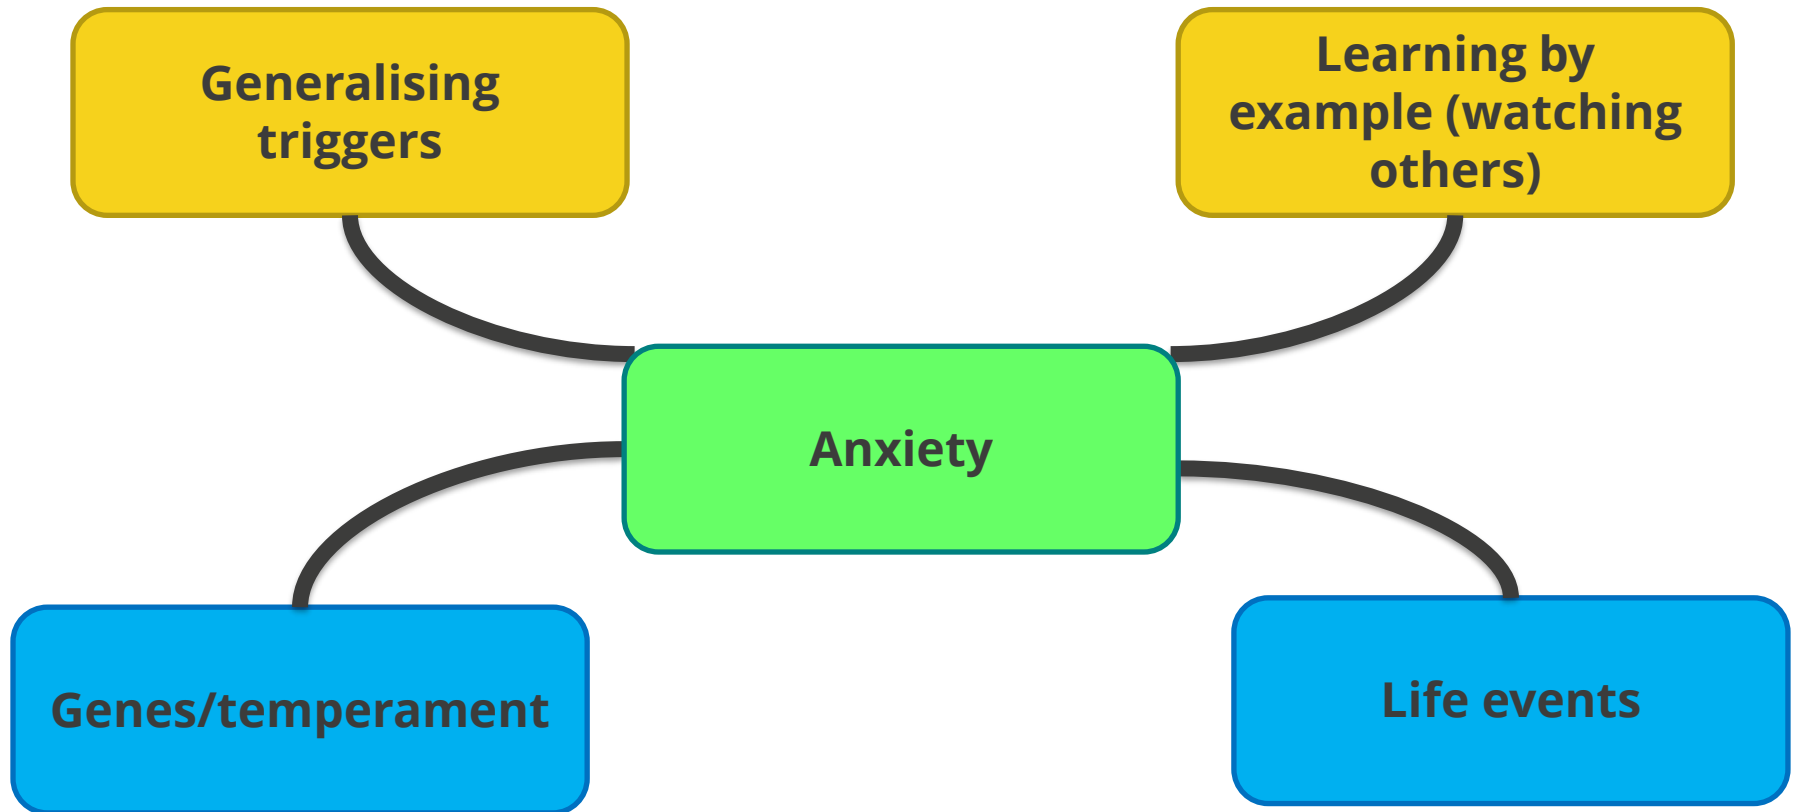 Generalising
triggers
Learning by
example (watching
others)
Anxiety
Genes/temperament
Life events